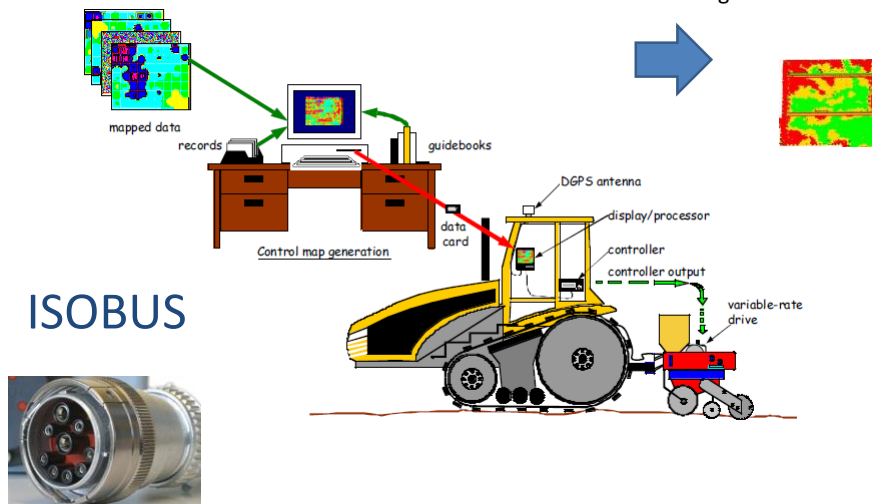 mapped data
records
guidebooks
data
card
Control map generation
DGPS antenna
display/processor
controller
controller output
variable-rate
drive
ISOBUS